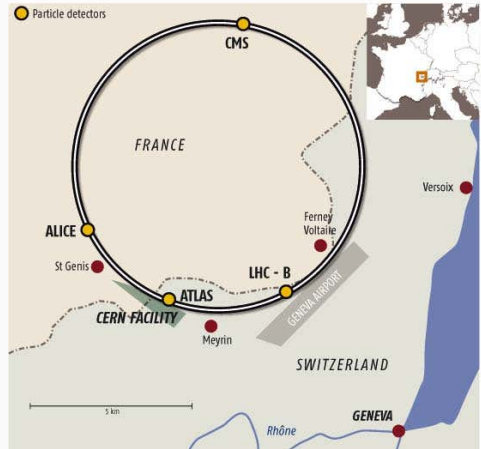 Particle detectors
CMS
FRANCE
Versoix
Ferney
Voltaire
ALICE
St Genis
LHC - B
ATLAS
GENEVA AIRPORT
CERN FACILITY
Meyrin
SWITZERLAND
5 km
GENEVA
Rhône